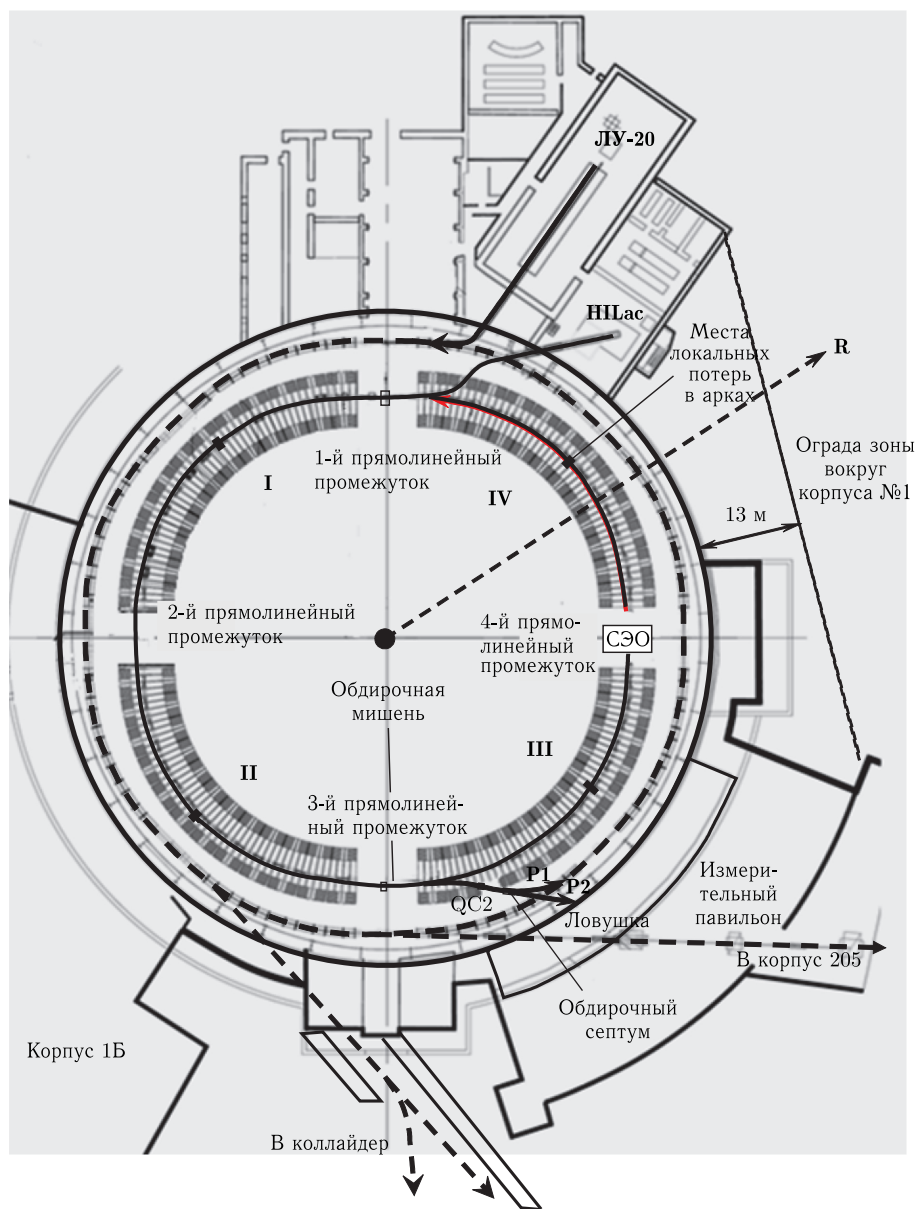 ЛУ-20
HILac
Места
локальных
потерь
в арках
R
1-й прямолинейный
промежуток
I
IV
Ограда зоны
вокруг
корпуса №1
13 м
2-й прямолинейный
промежуток
4-й прямо-
линейный
промежуток
СЭО
Обдирочная
мишень
II
III
3-й прямолиней-
ный промежуток
P1
P2
QC2
Ловушка
Измери-
тельный
павильон
В корпус 205
Обдирочный
септум
Корпус 1Б
В коллайдер